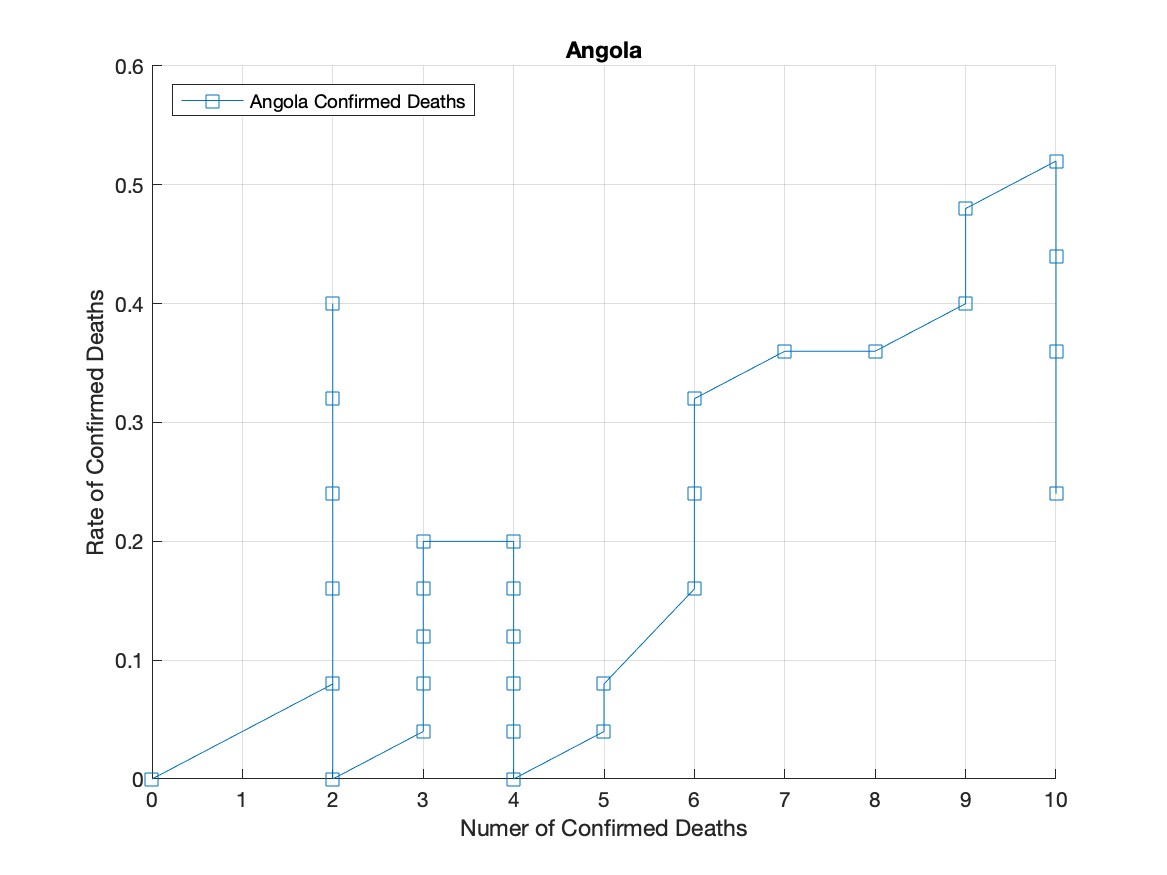 Angola
Angola Confirmed Deaths
Rate of Confirmed Deaths
0.6
0.5
0.4
0.3
0.2
0.1
0
0 1 2 3 4 5 6 7 8 9 10
Numer of Confirmed Deaths